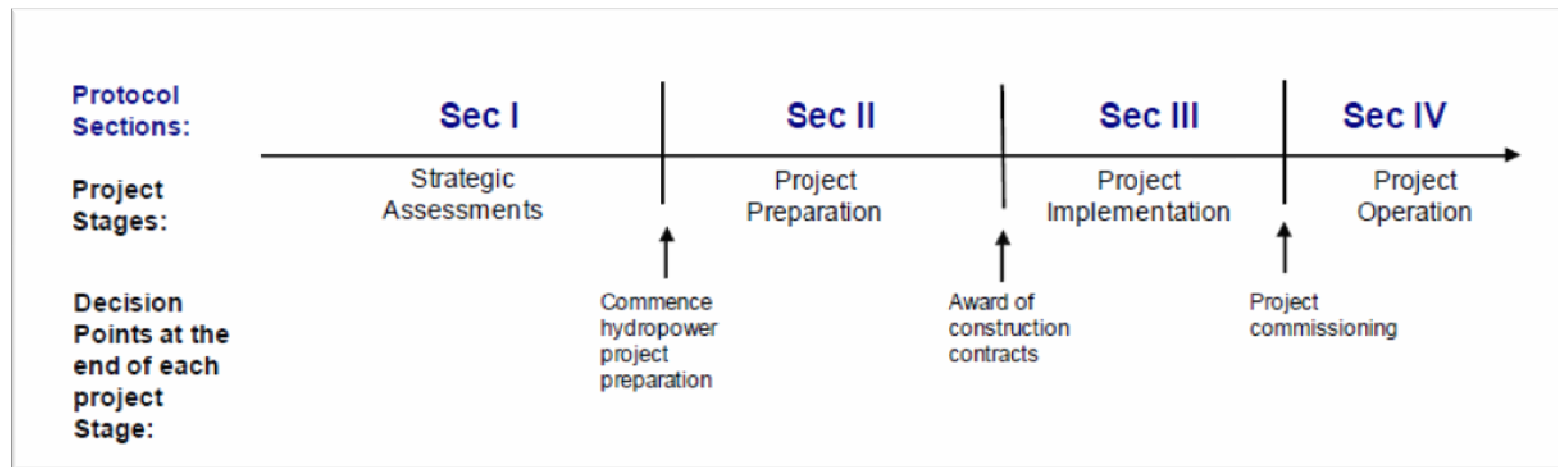 Protocol
Sections:
Sec I
Sec II
Sec III
Sec IV
Project
Stages:
Strategic
Assessments
Project
Preparation
Project
Implementation
Project
Operation
Decision
Points at the
end of each
project
Stage:
Commence
hydropower
project
preparation
Award of
construction
contracts
Project
commissioning